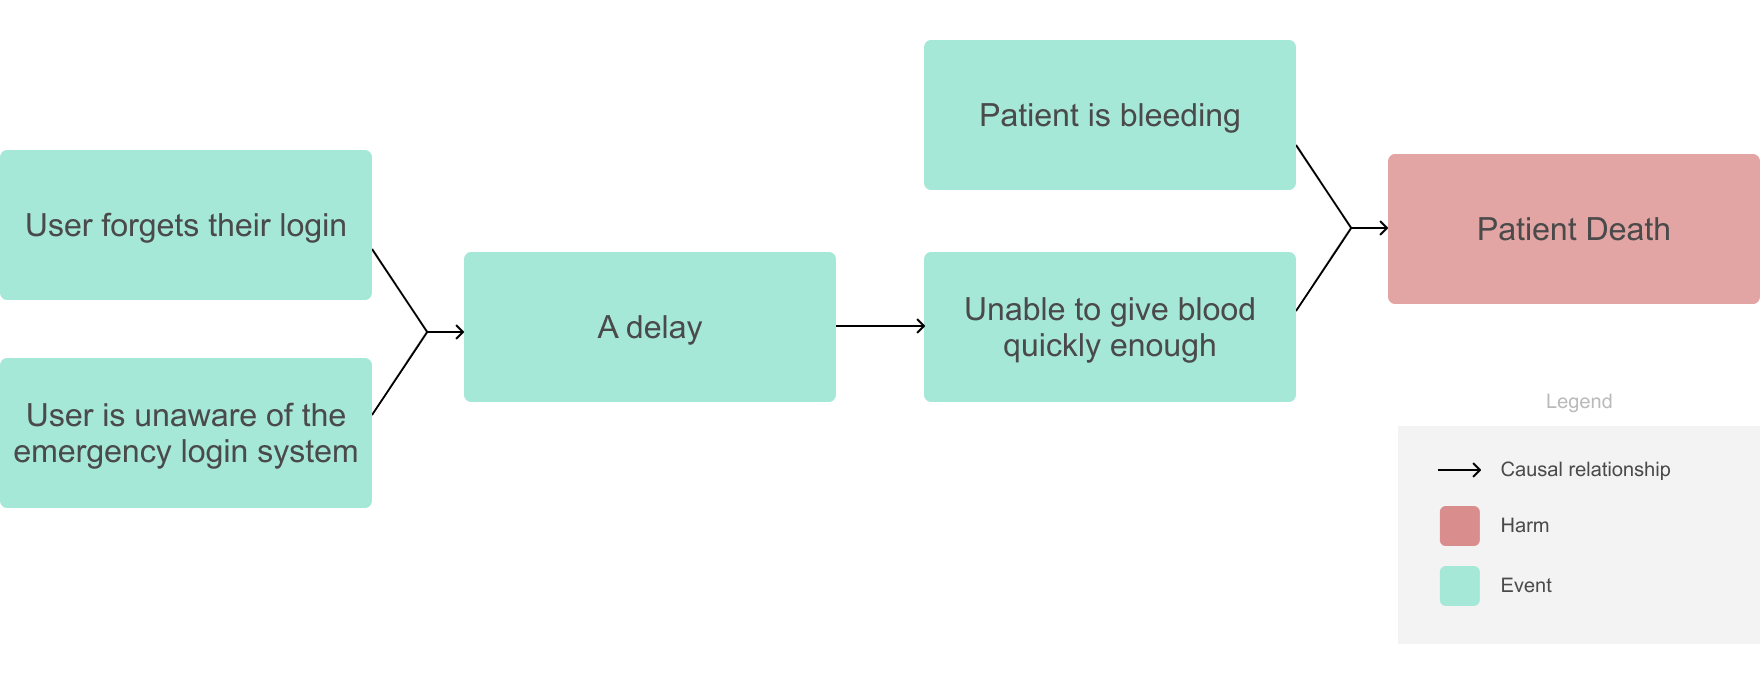 User forgets their login
User is unaware of the
emergency login system
A delay
Patient is bleeding
Unable to give blood
quickly enough
Patient Death
Legend
Causal relationship
Harm
Event